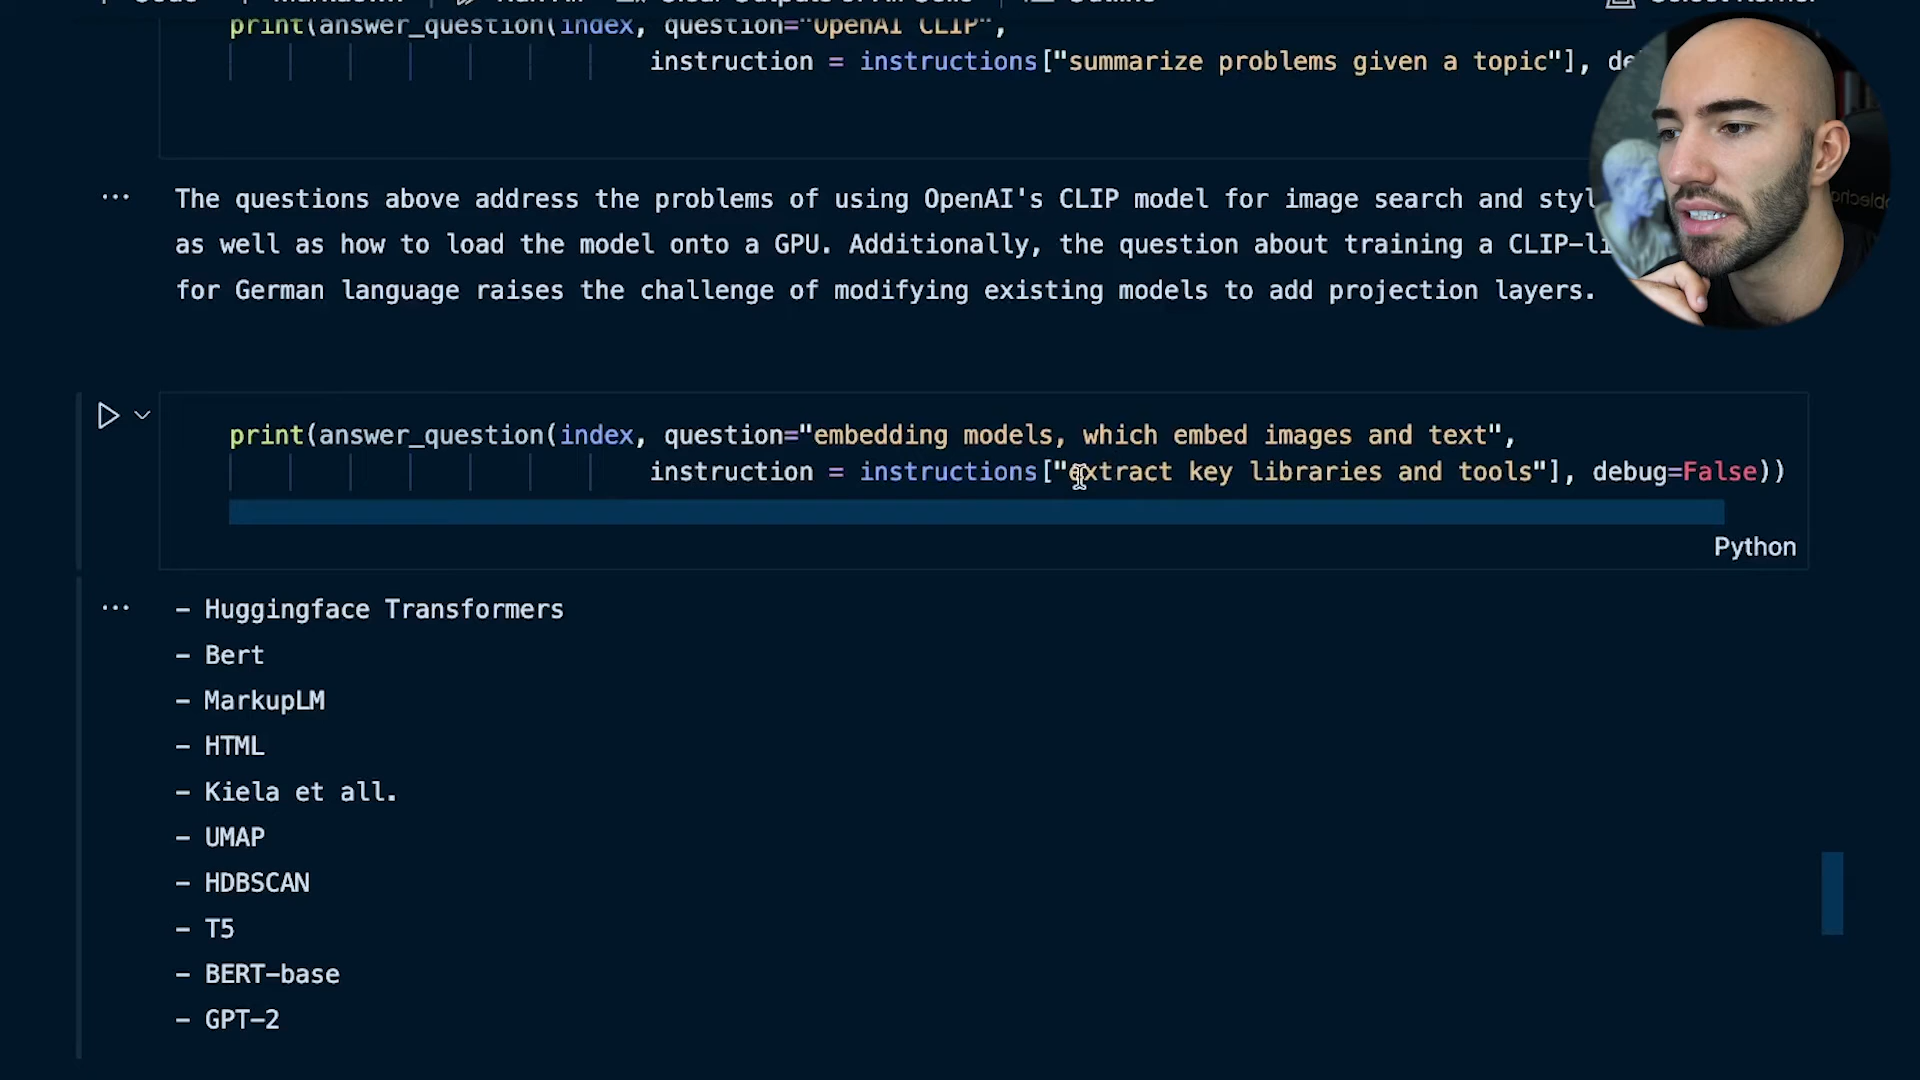 print(answer_question(index, question="OpenAI CLIP",
instruction = instructions["summarize problems given a topic"],
The questions above address the problems of using OpenAI's CLIP model for image search and
as well as how to load the model onto a GPU. Additionally, the question about training a
for German language raises the challenge of modifying existing models to add projection layers.
print(answer_question(index, question="embedding models, which embed images and text",
instruction = instructions["extract key libraries and tools"], debug=False))
Python
– Huggingface Transformers
– Bert
– MarkupLM
– HTML
– Kiela et all.
– UMAP
– HDBSCAN
– T5
– BERT-base
– GPT-2